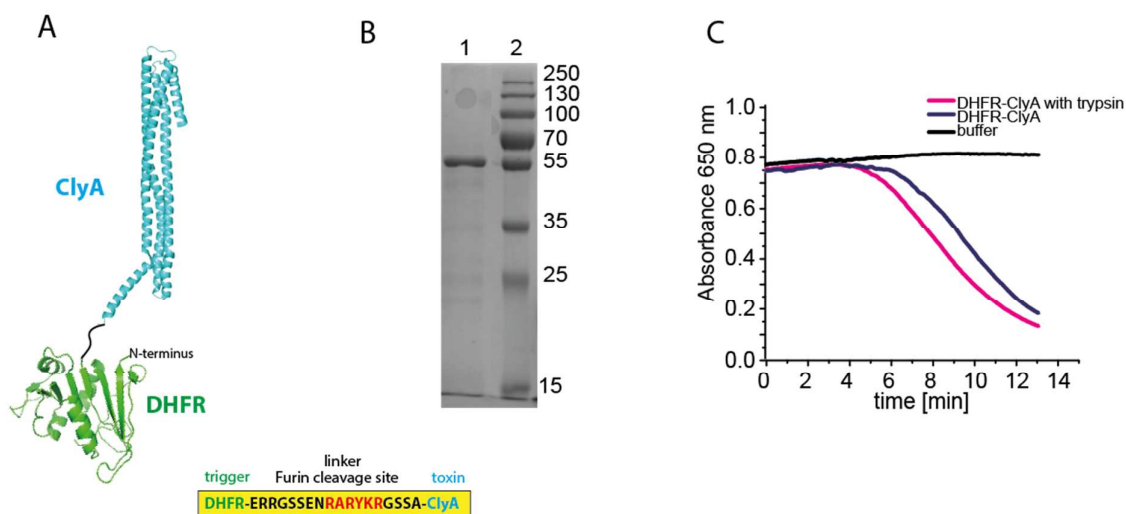 A
ClyA
N-terminus
DHFR
trigger
linker
Furin cleavage site
toxin
DHFR-ERRGSSENRARYKRGSSA-ClyA
B
1 2
250
130
100
70
55
35
25
15
C
DHFR-ClyA with trypsin
DHFR-ClyA
buffer
Absorbance 650 nm
1.0
0.8
0.6
0.4
0.2
0.0
0 2 4 6 8 10 12 14
time [min]